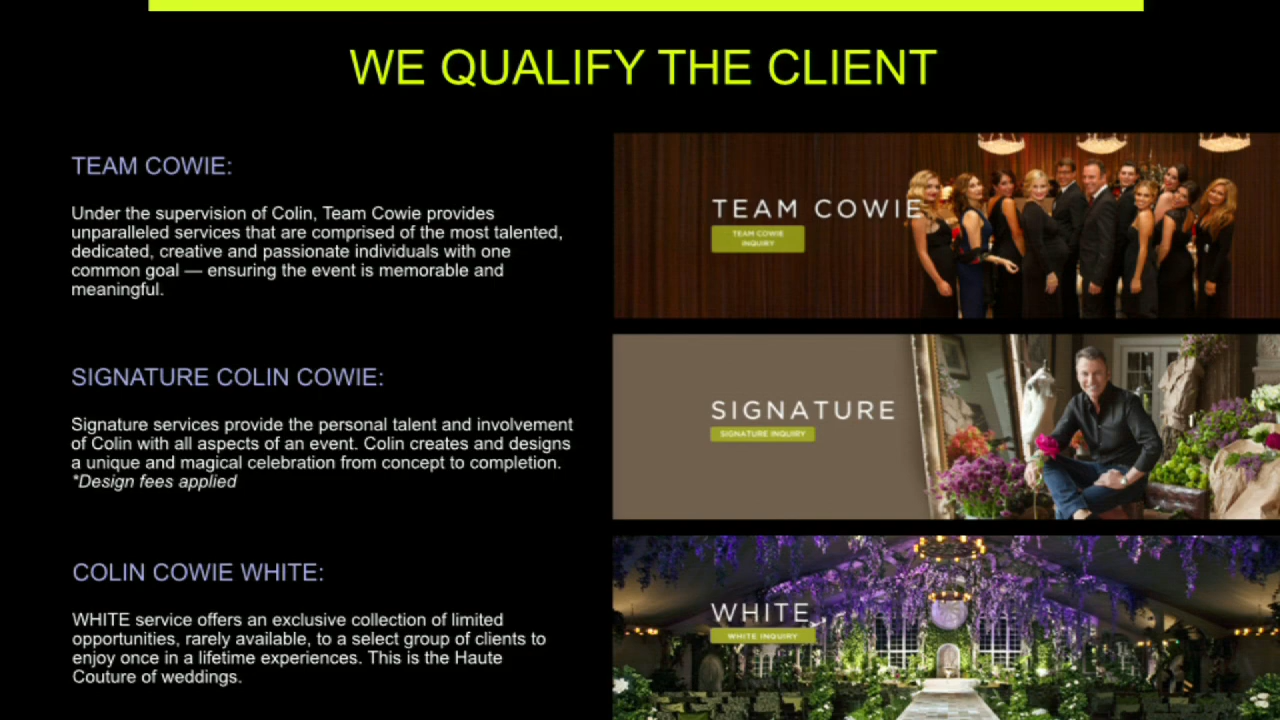 WE QUALIFY THE CLIENT
TEAM COWIE:
Under the supervision of Colin, Team Cowie provides
unparalleled services that are comprised of the most talented,
dedicated, creative and passionate individuals with one
common goal — ensuring the event is memorable and
meaningful.
TEAM COWIE
TEAM COWIE
INQUIRY
SIGNATURE COLIN COWIE:
Signature services provide the personal talent and involvement
of Colin with all aspects of an event. Colin creates and designs
a unique and magical celebration from concept to completion.
*Design fees applied
SIGNATURE
SIGNATURE INQUIRY
COLIN COWIE WHITE:
WHITE service offers an exclusive collection of limited
opportunities, rarely available, to a select group of clients to
enjoy once in a lifetime experiences. This is the Haute
Couture of weddings.
WHITE
WHITE INQUIRY